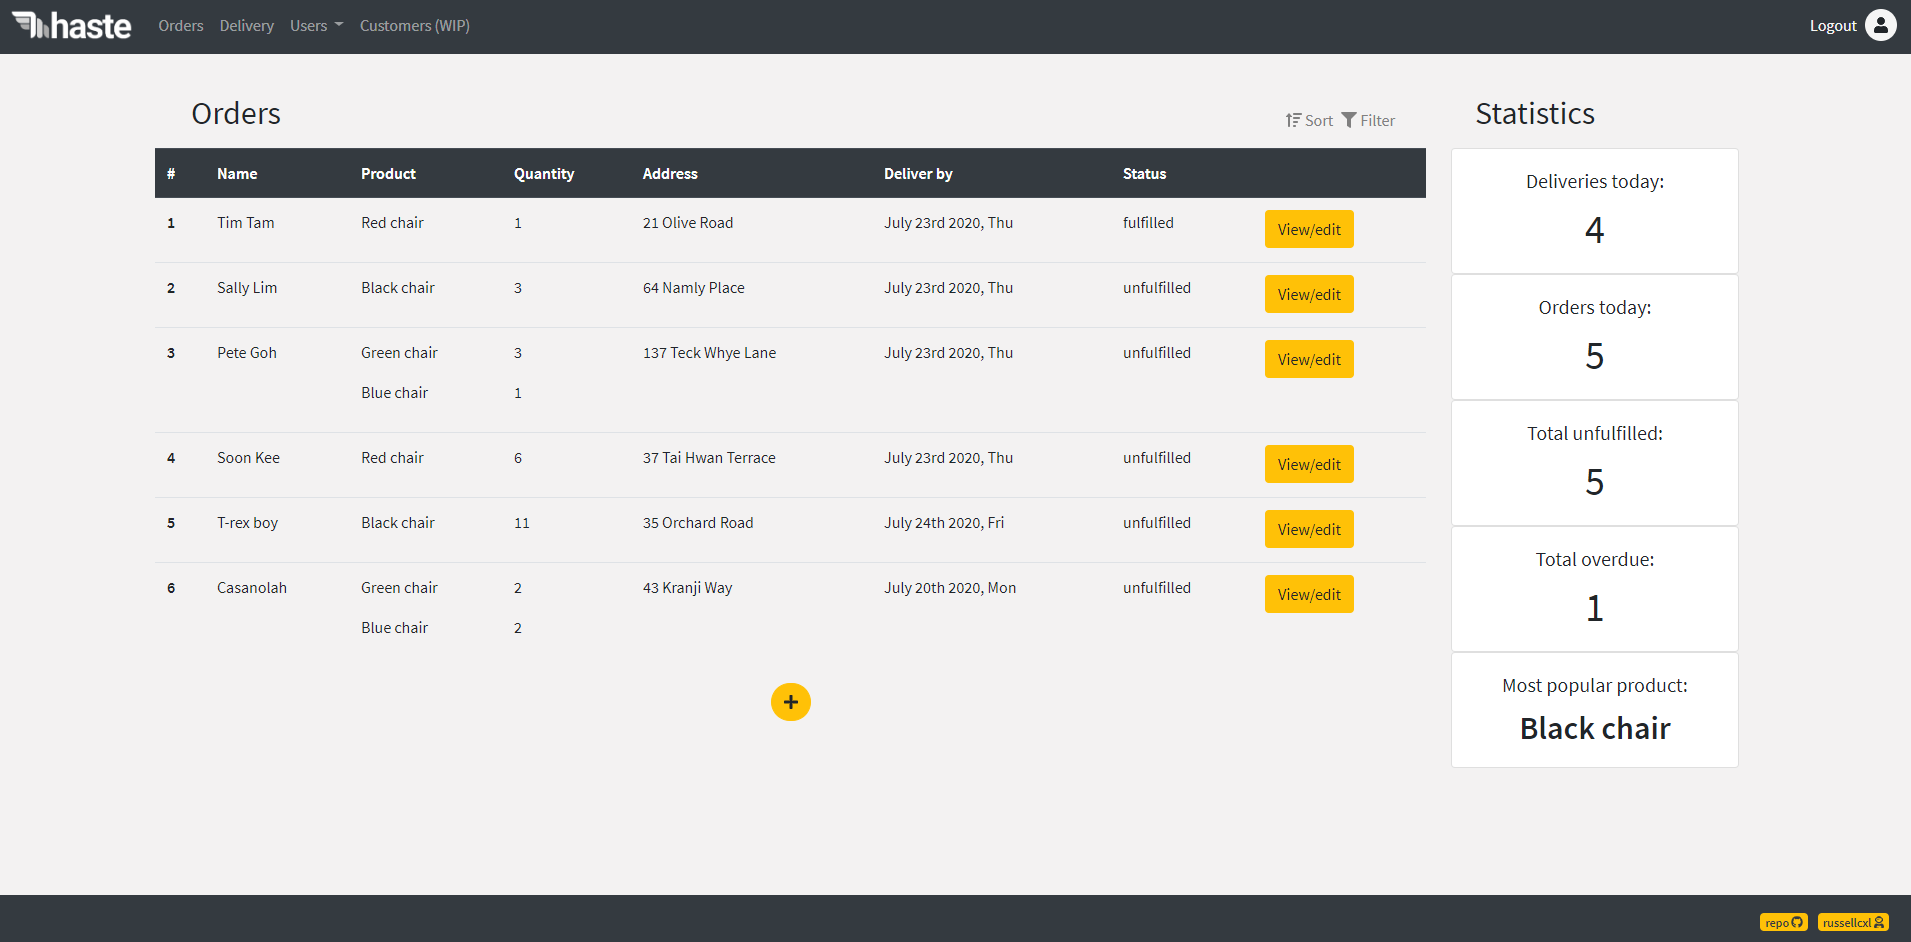 haste Orders Delivery Users Customers (WIP) Logout
Orders
Sort Filter
# Name Product Quantity Address Deliver by Status
1 Tim Tam Red chair 1 21 Olive Road July 23rd 2020, Thu fulfilled View/edit
2 Sally Lim Black chair 3 64 Namly Place July 23rd 2020, Thu unfulfilled View/edit
3 Pete Goh Green chair 3 137 Teck Whye Lane July 23rd 2020, Thu unfulfilled View/edit
Blue chair 1
4 Soon Kee Red chair 6 37 Tai Hwan Terrace July 23rd 2020, Thu unfulfilled View/edit
5 T-rex boy Black chair 11 35 Orchard Road July 24th 2020, Fri unfulfilled View/edit
6 Casanolah Green chair 2 43 Kranji Way July 20th 2020, Mon unfulfilled View/edit
Blue chair 2
+
Statistics
Deliveries today:
4
Orders today:
5
Total unfulfilled:
5
Total overdue:
1
Most popular product:
Black chair
repo russellcxl